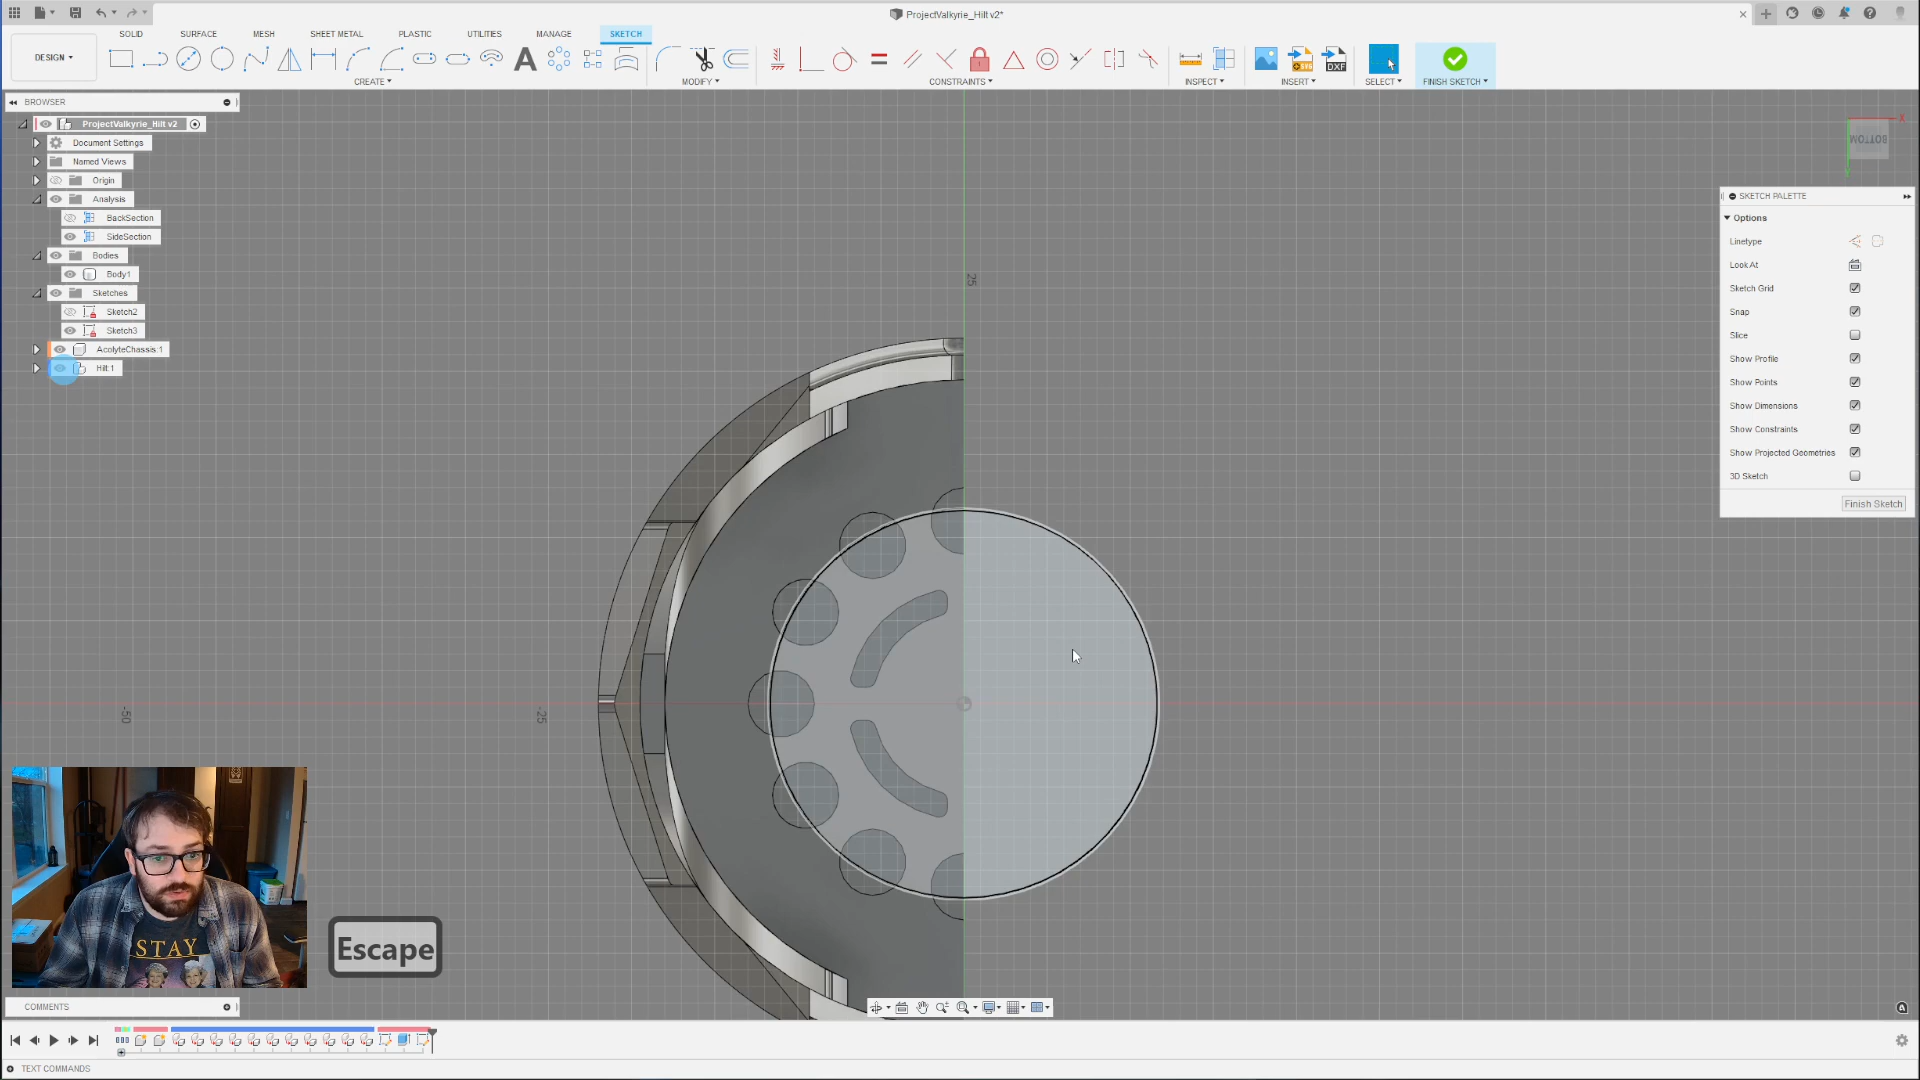 ProjectValkyrie_Hilt v2*
DESIGN
SOLID
SURFACE
MESH
SHEET METAL
PLASTIC
UTILITIES
MANAGE
SKETCH
CREATE
MODIFY
CONSTRAINTS
INSPECT
INSERT
SELECT
FINISH SKETCH
BROWSER
ProjectValkyrie_Hilt v2
Document Settings
Named Views
Origin
Analysis
BackSection
SideSection
Bodies
Body1
Sketches
Sketch2
Sketch3
AcolyteChassis:1
Hilt:1
25
-50
-25
BOTTOM
X
SKETCH PALETTE
Options
Linetype
Look At
Sketch Grid
Snap
Slice
Show Profile
Show Points
Show Dimensions
Show Constraints
Show Projected Geometries
3D Sketch
Finish Sketch
STAY
Escape
COMMENTS
TEXT COMMANDS